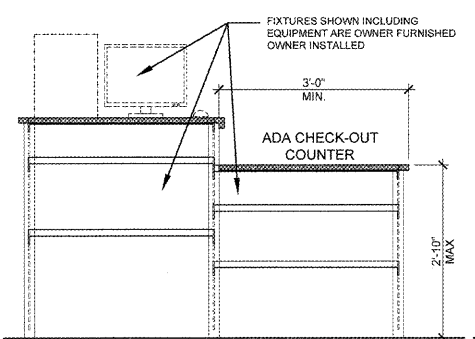 FIXTURES SHOWN INCLUDING
EQUIPMENT ARE OWNER FURNISHED
OWNER INSTALLED
3'-0"
MIN.
ADA CHECK-OUT
COUNTER
2'-10"
MAX